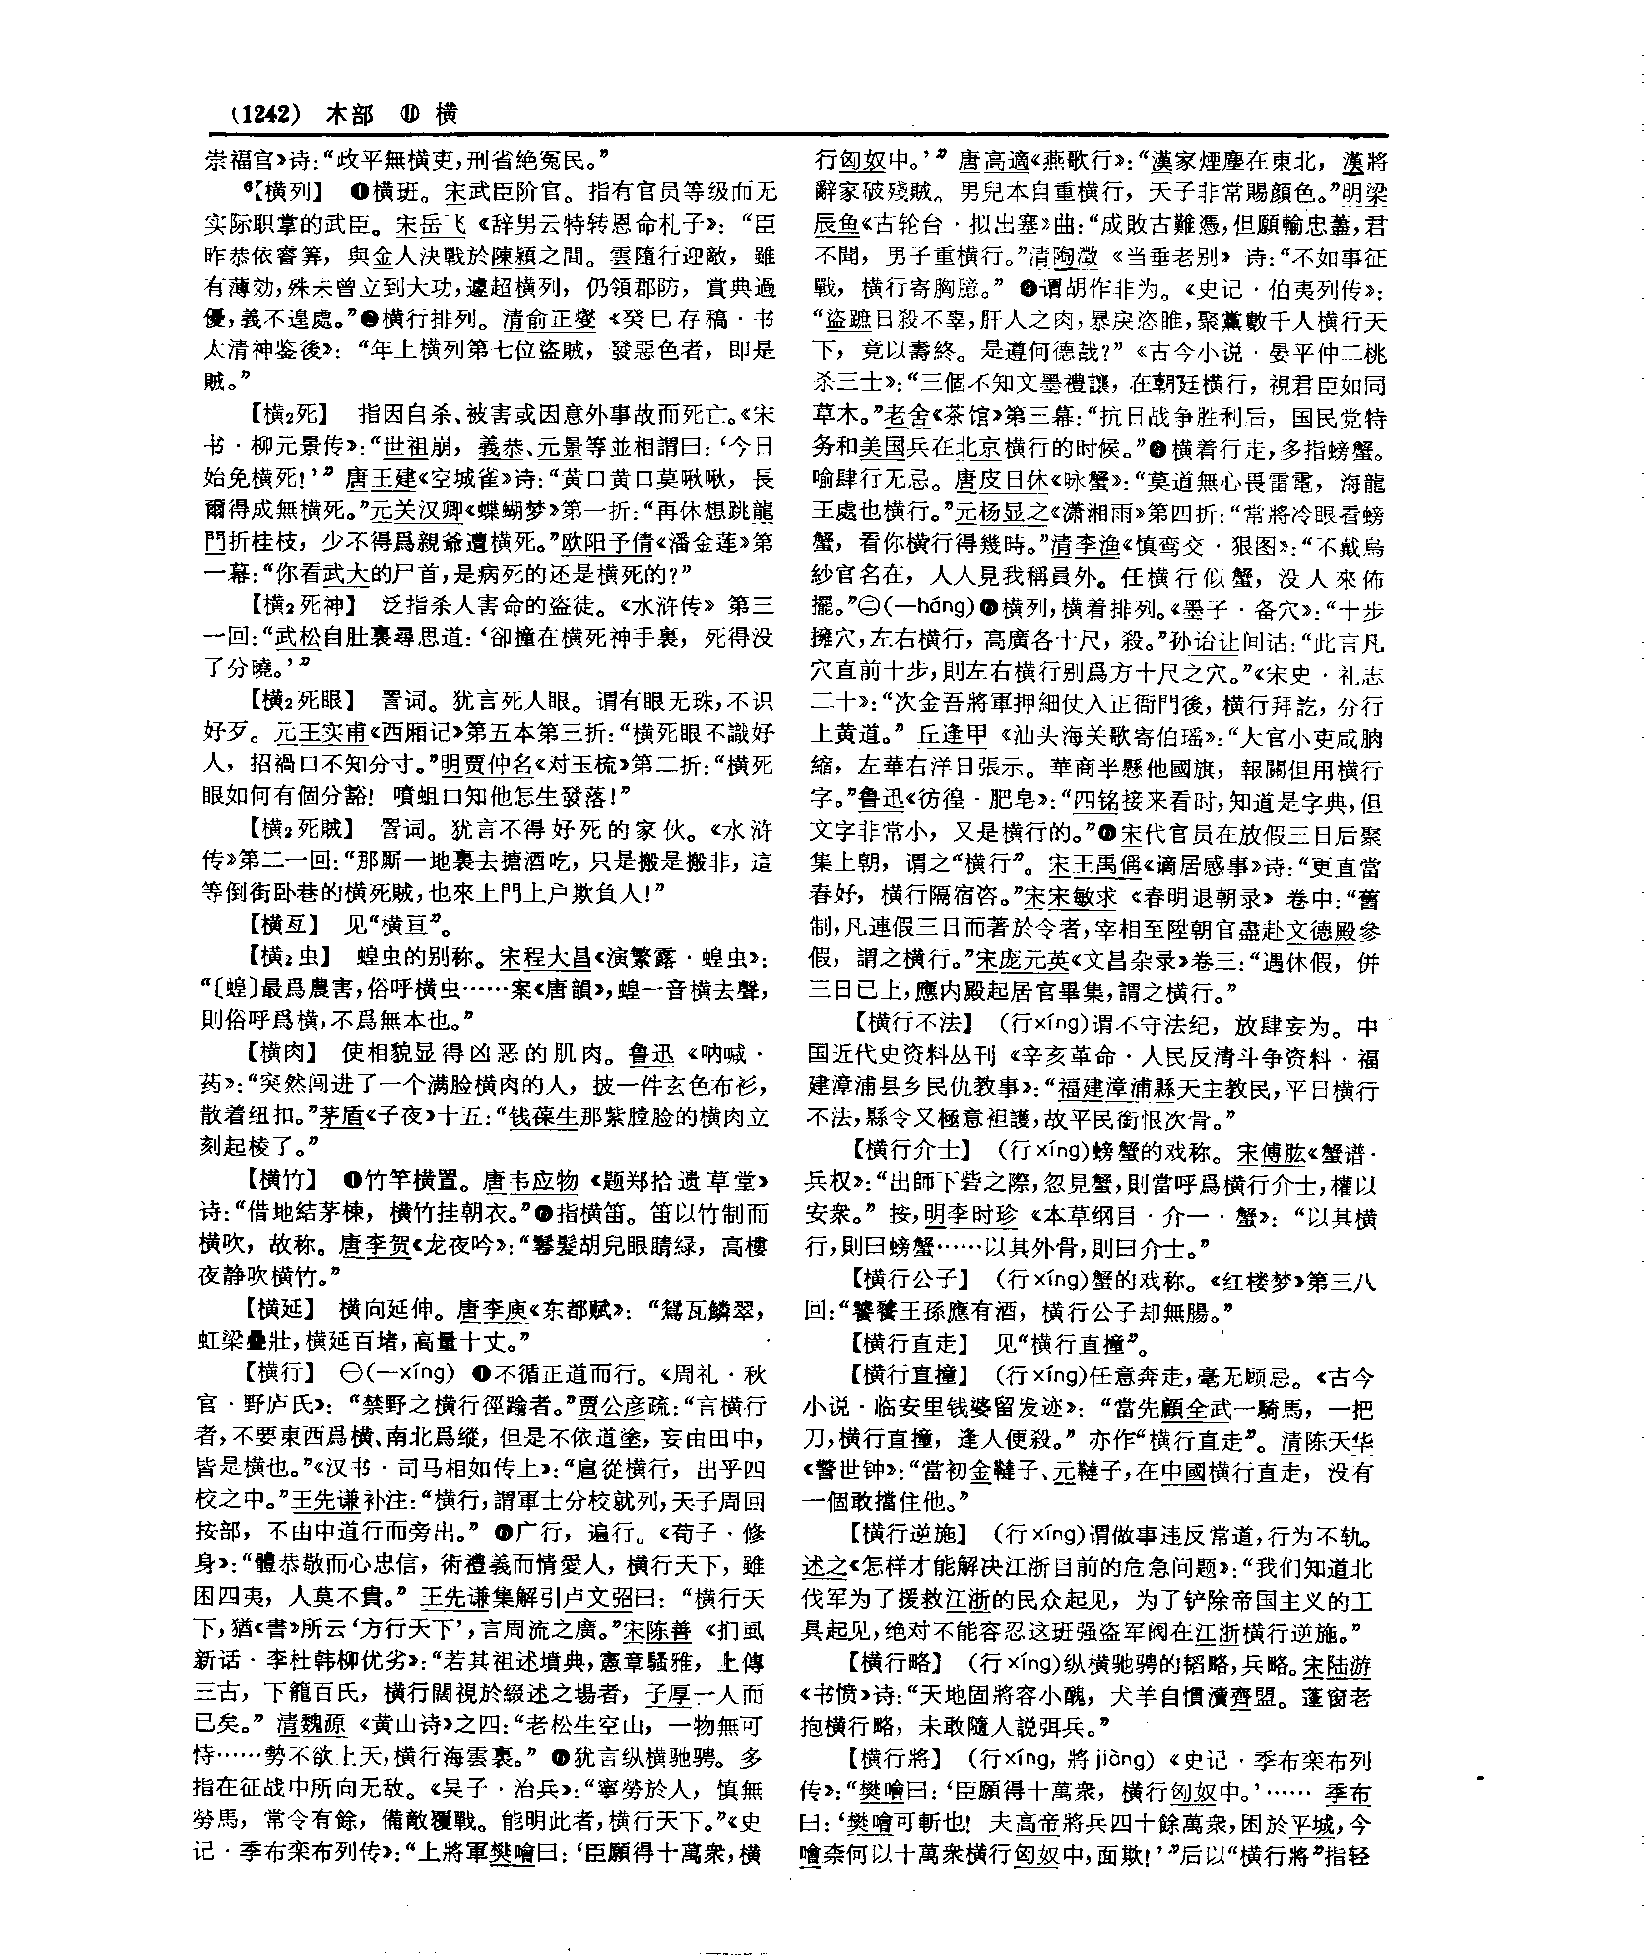 (1242) 木部 ⑪ 横
崇福官》诗:“政平無横吏,刑省絶冤民。”
【横列】 ❶横班。宋武臣阶官。指有官员等级而无
实际职掌的武臣。宋岳飞《辞男云特转恩命札子》:“臣
昨恭依睿筭,與金人決戰於陳潁之間。雲隨行迎敵,雖
有薄効,殊未曾立到大功,遽超横列,仍領郡防,賞典過
優,義不遑處。”❷横行排列。清俞正燮《癸巳存稿·书
太清神鉴後》:“年上横列第七位盜賊,發惡色者,即是
賊。”
【横₂死】 指因自杀、被害或因意外事故而死亡。《宋
书·柳元景传》:“世祖崩,義恭、元景等並相謂曰:‘今日
始免横死!’”唐王建《空城雀》诗:“黄口黄口莫啾啾,長
爾得成無横死。”元关汉卿《蝶蝴梦》第一折:“再休想跳龍
門折桂枝,少不得爲親爺遭横死。”欧阳予倩《潘金莲》第
一幕:“你看武大的尸首,是病死的还是横死的?”
【横₂死神】 泛指杀人害命的盗徒。《水浒传》第三
一回:“武松自肚裏尋思道:‘卻撞在横死神手裏,死得没
了分曉。’”
【横₂死眼】 詈词。犹言死人眼。谓有眼无珠,不识
好歹。元王实甫《西厢记》第五本第三折:“横死眼不識好
人,招禍口不知分寸。”明贾仲名《对玉梳》第二折:“横死
眼如何有個分豁!噴蛆口知他怎生發落!”
【横₂死賊】 詈词。犹言不得好死的家伙。《水浒
传》第二一回:“那厮一地裏去搶酒吃,只是搬是搬非,這
等倒街卧巷的横死賊,也來上門上户欺負人!”
【横亙】 见“横亘”。
【横₂虫】 蝗虫的别称。宋程大昌《演繁露·蝗虫》:
“〔蝗〕最爲農害,俗呼横虫……案《唐韻》,蝗一音横去聲,
則俗呼爲横,不爲無本也。”
【横肉】 使相貌显得凶恶的肌肉。鲁迅《呐喊·
药》:“突然闯进了一个满脸横肉的人,披一件玄色布衫,
散着纽扣。”茅盾《子夜》十五:“钱葆生那紫膛脸的横肉立
刻起棱了。”
【横竹】 ❶竹竿横置。唐韦应物《题郑拾遗草堂》
诗:“借地结茅棟,横竹挂朝衣。”❷指横笛。笛以竹制而
横吹,故称。唐李贺《龙夜吟》:“鬈髮胡兒眼睛緑,高樓
夜静吹横竹。”
【横延】 横向延伸。唐李庾《东都赋》:“鴛瓦鱗翠,
虹梁疊壯,横延百堵,高量十丈。”
【横行】 ㊀(—xíng) ❶不循正道而行。《周礼·秋
官·野庐氏》:“禁野之横行徑踰者。”贾公彦疏:“言横行
者,不要東西爲横、南北爲縱,但是不依道塗,妄由田中,
皆是横也。”《汉书·司马相如传上》:“扈從横行,出乎四
校之中。”王先谦补注:“横行,謂軍士分校就列,天子周回
按部,不由中道行而旁出。” ❷广行,遍行。《荀子·修
身》:“體恭敬而心忠信,術禮義而情愛人,横行天下,雖
困四夷,人莫不貴。”王先谦集解引卢文弨曰:“横行天
下,猶《書》所云‘方行天下’,言周流之廣。”宋陈善《扪虱
新话·李杜韩柳优劣》:“若其祖述墳典,憲章騷雅,上傳
三古,下籠百氏,横行闊視於綴述之場者,子厚一人而
已矣。”清魏源《黄山诗》之四:“老松生空山,一物無可
恃……勢不欲上天,横行海雲裏。” ❸犹言纵横驰骋。多
指在征战中所向无敌。《吴子·治兵》:“寧勞於人,慎無
勞馬,常令有餘,備敵覆戰。能明此者,横行天下。”《史
记·季布栾布列传》:“上將軍樊噲曰:‘臣願得十萬衆,横
行匈奴中。’”唐高適《燕歌行》:“漢家煙塵在東北,漢將
辭家破殘賊。男兒本自重横行,天子非常賜顔色。”明梁
辰鱼《古轮台·拟出塞》曲:“成敗古難憑,但願輸忠藎,君
不聞,男子重横行。”清陶澂《当垂老别》诗:“不如事征
戰,横行寄胸臆。” ❹谓胡作非为。《史记·伯夷列传》:
“盜蹠日殺不辜,肝人之肉,暴戾恣睢,聚黨數千人横行天
下,竟以壽終。是遵何德哉?”《古今小说·晏平仲二桃
杀三士》:“三個不知文墨禮讓,在朝廷横行,視君臣如同
草木。”老舍《茶馆》第三幕:“抗日战争胜利后,国民党特
务和美国兵在北京横行的时候。”❺横着行走,多指螃蟹。
喻肆行无忌。唐皮日休《咏蟹》:“莫道無心畏雷電,海龍
王處也横行。”元杨显之《潇湘雨》第四折:“常將冷眼看螃
蟹,看你横行得幾時。”清李渔《慎鸾交·狠图》:“不戴烏
紗官名在,人人見我稱員外。任横行似蟹,没人來佈
擺。”㊁(—háng)❶横列,横着排列。《墨子·备穴》:“十步
擁穴,左右横行,高廣各十尺,殺。”孙诒让间诂:“此言凡
穴直前十步,則左右横行别爲方十尺之穴。”《宋史·礼志
二十》:“次金吾將軍押細仗入正衙門後,横行拜訖,分行
上黄道。”丘逢甲《汕头海关歌寄伯瑶》:“大官小吏咸朒
縮,左華右洋日張示。華商半懸他國旗,報關但用横行
字。”鲁迅《彷徨·肥皂》:“四铭接来看时,知道是字典,但
文字非常小,又是横行的。”❷宋代官员在放假三日后聚
集上朝,谓之“横行”。宋王禹偁《谪居感事》诗:“更直當
春好,横行隔宿咨。”宋宋敏求《春明退朝录》卷中:“舊
制,凡連假三日而著於令者,宰相至陞朝官盡赴文德殿參
假,謂之横行。”宋庞元英《文昌杂录》卷三:“遇休假,併
三日已上,應内殿起居官畢集,謂之横行。”
【横行不法】 (行xíng)谓不守法纪,放肆妄为。中
国近代史资料丛刊《辛亥革命·人民反清斗争资料·福
建漳浦县乡民仇教事》:“福建漳浦縣天主教民,平日横行
不法,縣令又極意袒護,故平民銜恨次骨。”
【横行介士】 (行xíng)螃蟹的戏称。宋傅肱《蟹谱·
兵权》:“出師下砦之際,忽見蟹,則當呼爲横行介士,權以
安衆。”按,明李时珍《本草纲目·介一·蟹》:“以其横
行,則曰螃蟹……以其外骨,則曰介士。”
【横行公子】 (行xíng)蟹的戏称。《红楼梦》第三八
回:“饕餮王孫應有酒,横行公子却無腸。”
【横行直走】 见“横行直撞”。
【横行直撞】 (行xíng)任意奔走,毫无顾忌。《古今
小说·临安里钱婆留发迹》:“當先顧全武一騎馬,一把
刀,横行直撞,逢人便殺。”亦作“横行直走”。清陈天华
《警世钟》:“當初金韃子、元韃子,在中國横行直走,没有
一個敢擋住他。”
【横行逆施】 (行xíng)谓做事违反常道,行为不轨。
述之《怎样才能解决江浙目前的危急问题》:“我们知道北
伐军为了援救江浙的民众起见,为了铲除帝国主义的工
具起见,绝对不能容忍这班强盗军阀在江浙横行逆施。”
【横行略】 (行xíng)纵横驰骋的韬略,兵略。宋陆游
《书愤》诗:“天地固將容小醜,犬羊自慣瀆齊盟。蓬窗老
抱横行略,未敢隨人説弭兵。”
【横行將】 (行xíng,將jiàng)《史记·季布栾布列
传》:“樊噲曰:‘臣願得十萬衆,横行匈奴中。’……季布
曰:‘樊噲可斬也!夫高帝將兵四十餘萬衆,困於平城,今
噲柰何以十萬衆横行匈奴中,面欺!’”后以“横行將”指轻